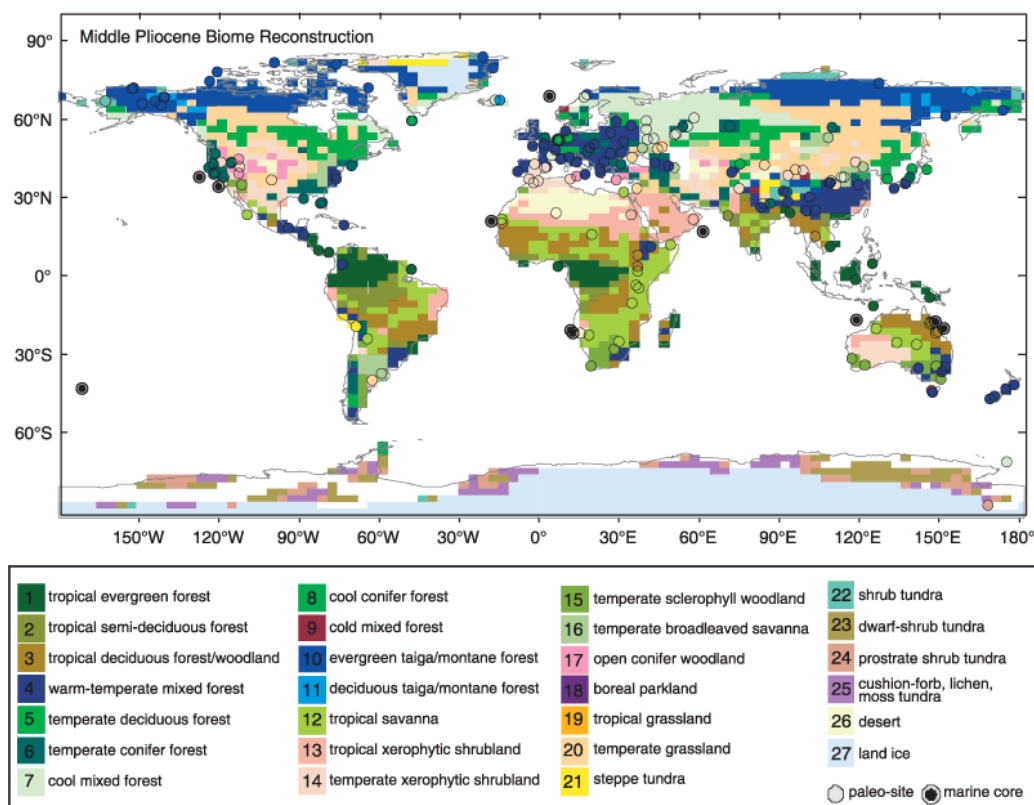 Middle Pliocene Biome Reconstruction
90°
60°N
30°N
0°
30°S
60°S
150°W 120°W 90°W 60°W 30°W 0° 30°E 60°E 90°E 120°E 150°E 180°
1 tropical evergreen forest
2 tropical semi-deciduous forest
3 tropical deciduous forest/woodland
4 warm-temperate mixed forest
5 temperate deciduous forest
6 temperate conifer forest
7 cool mixed forest
8 cool conifer forest
9 cold mixed forest
10 evergreen taiga/montane forest
11 deciduous taiga/montane forest
12 tropical savanna
13 tropical xerophytic shrubland
14 temperate xerophytic shrubland
15 temperate sclerophyll woodland
16 temperate broadleaved savanna
17 open conifer woodland
18 boreal parkland
19 tropical grassland
20 temperate grassland
21 steppe tundra
22 shrub tundra
23 dwarf-shrub tundra
24 prostrate shrub tundra
25 cushion-forb, lichen,
moss tundra
26 desert
27 land ice
paleo-site marine core